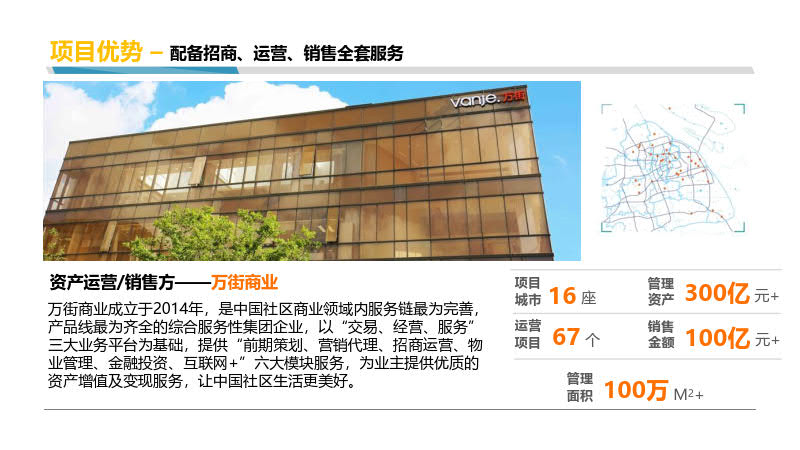 项目优势 – 配备招商、运营、销售全套服务
vanje.万街
资产运营/销售方——万街商业
万街商业成立于2014年，是中国社区商业领域内服务链最为完善，
产品线最为齐全的综合服务性集团企业，以“交易、经营、服务”
三大业务平台为基础，提供“前期策划、营销代理、招商运营、物
业管理、金融投资、互联网+”六大模块服务，为业主提供优质的
资产增值及变现服务，让中国社区生活更美好。
项目城市 16 座
管理资产 300亿 元+
运营项目 67 个
销售金额 100亿 元+
管理面积 100万 M2+